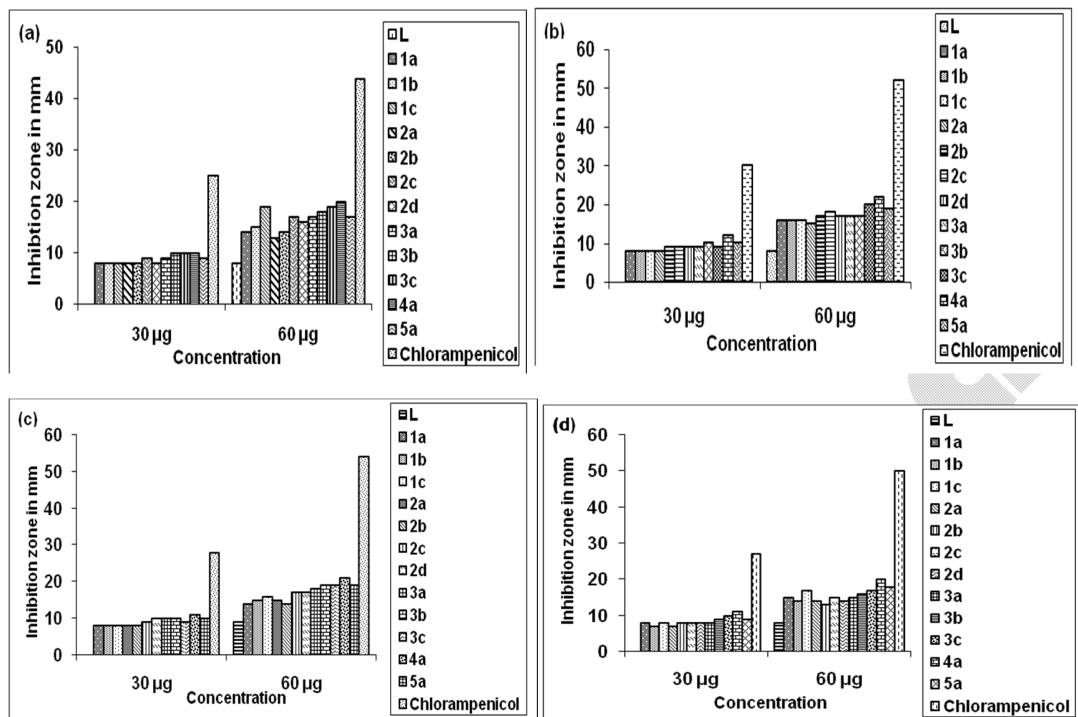 (a)
Inhibtion zone in mm
50
40
30
20
10
0
30 µg
60 µg
Concentration
L
1a
1b
1c
2a
2b
2c
2d
3a
3b
3c
4a
5a
Chlorampenicol
(b)
Inhibition zone in mm
60
50
40
30
20
10
0
30 µg
60 µg
Concentration
L
1a
1b
1c
2a
2b
2c
2d
3a
3b
3c
4a
5a
Chlorampenicol
(c)
Inhibition zone in mm
60
50
40
30
20
10
0
30 µg
60 µg
Concentration
L
1a
1b
1c
2a
2b
2c
2d
3a
3b
3c
4a
5a
Chlorampenicol
(d)
Inhibition zone in mm
60
50
40
30
20
10
0
30 µg
60 µg
Concentration
L
1a
1b
1c
2a
2b
2c
2d
3a
3b
3c
4a
5a
Chlorampenicol